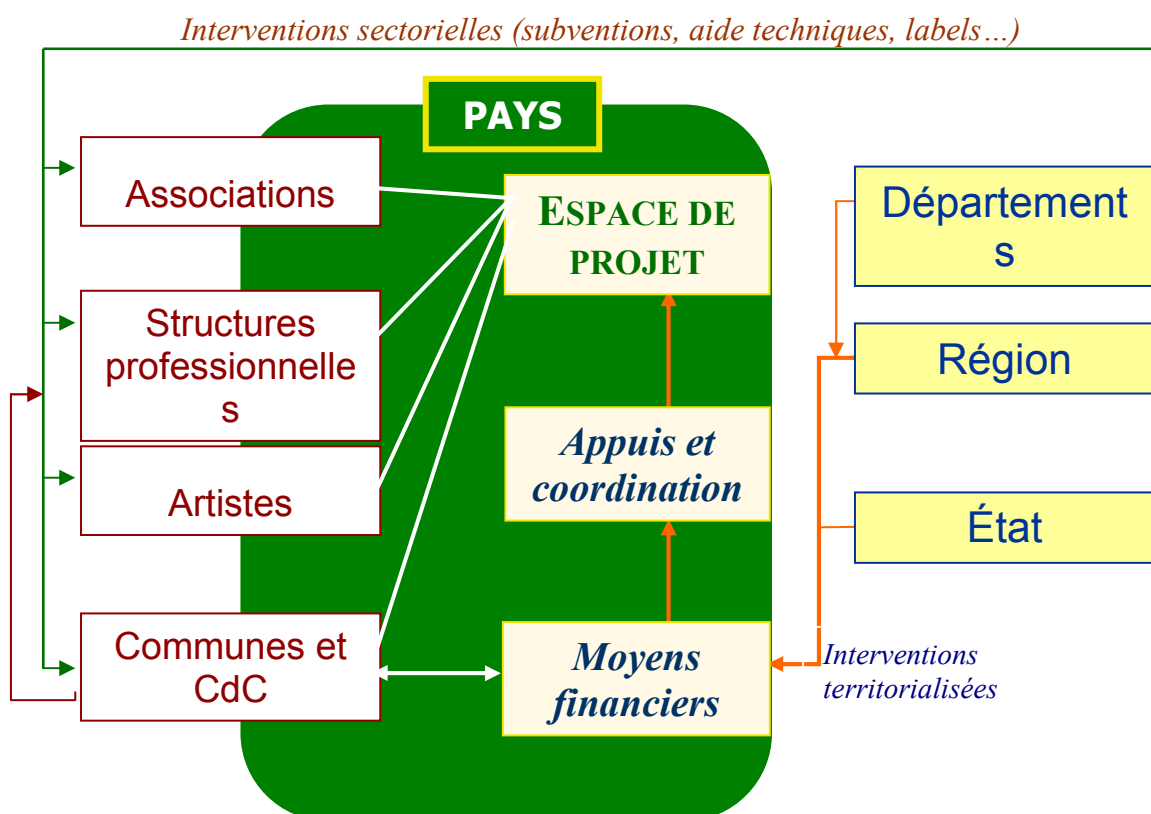 Interventions sectorielles (subventions, aide techniques, labels…)
PAYS
Associations
Structures
professionnelle
s
Artistes
Communes et
CdC
ESPACE DE
PROJET
Appuis et
coordination
Moyens
financiers
Département
s
Région
État
Interventions
territorialisées